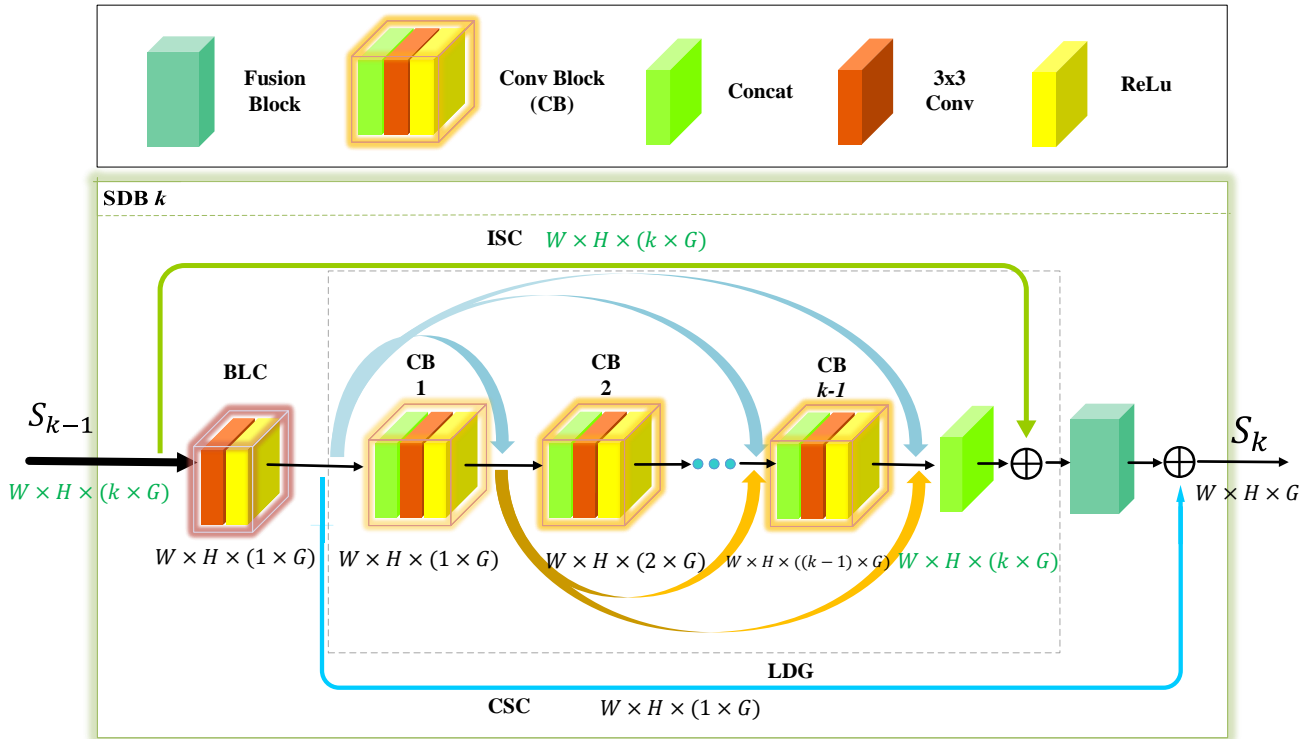 Fusion
Block
Conv Block
(CB)
Concat
3x3
Conv
ReLu
SDB k
ISC W × H × (k × G)
BLC
CB
1
CB
2
CB
k-1
S_{k−1}
S_k
W × H × (k × G)
W × H × G
W × H × (1 × G)
W × H × (1 × G)
W × H × (2 × G)
W × H × ((k − 1) × G)
W × H × (k × G)
LDG
CSC W × H × (1 × G)